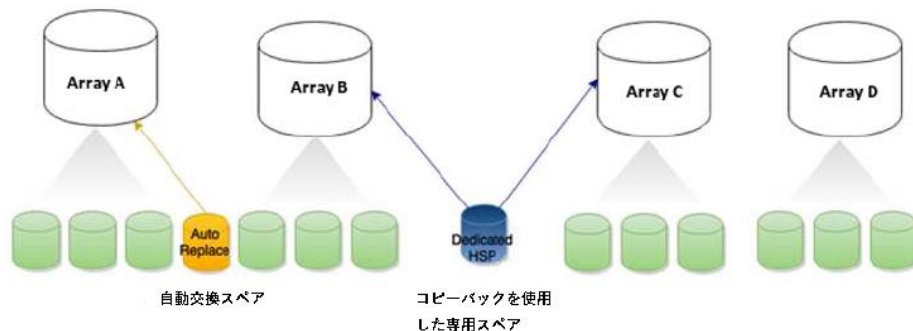 Array A
Array B
Array C
Array D
Auto
Replace
Dedicated
HSP
自動交換スペア
コピーバックを使用
した専用スペア